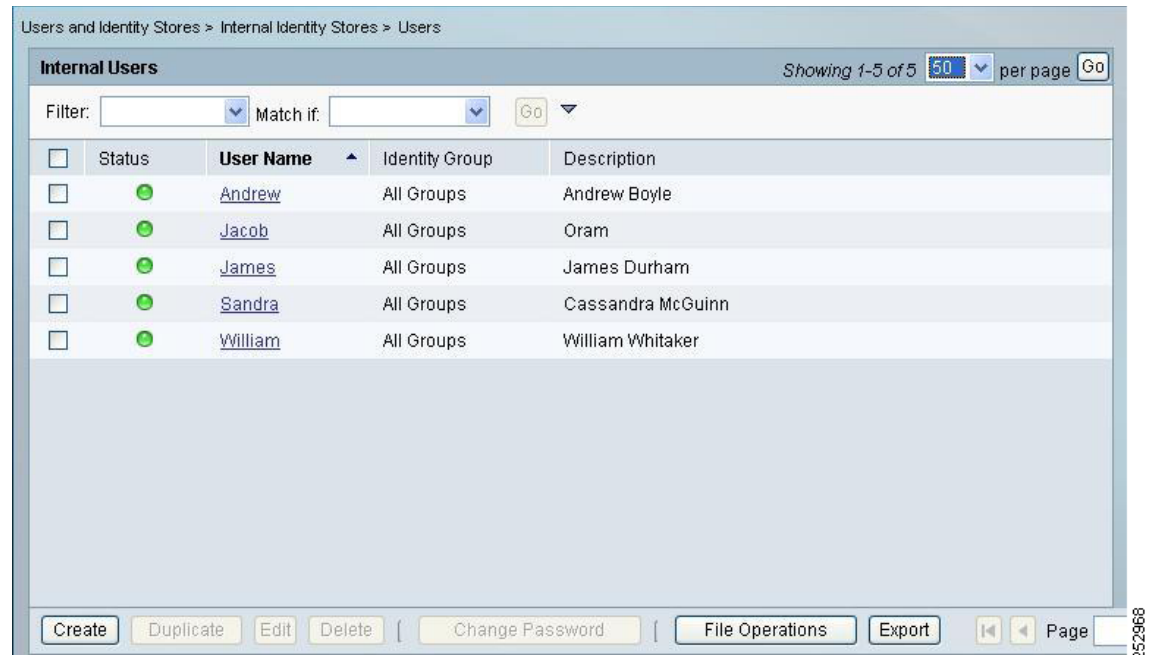 Users and Identity Stores > Internal Identity Stores > Users
Internal Users Showing 1-5 of 5 50 per page Go
Filter: Match if: Go
Status User Name Identity Group Description
Andrew All Groups Andrew Boyle
Jacob All Groups Oram
James All Groups James Durham
Sandra All Groups Cassandra McGuinn
William All Groups William Whitaker
Create Duplicate Edit Delete | Change Password | File Operations Export Page
252968